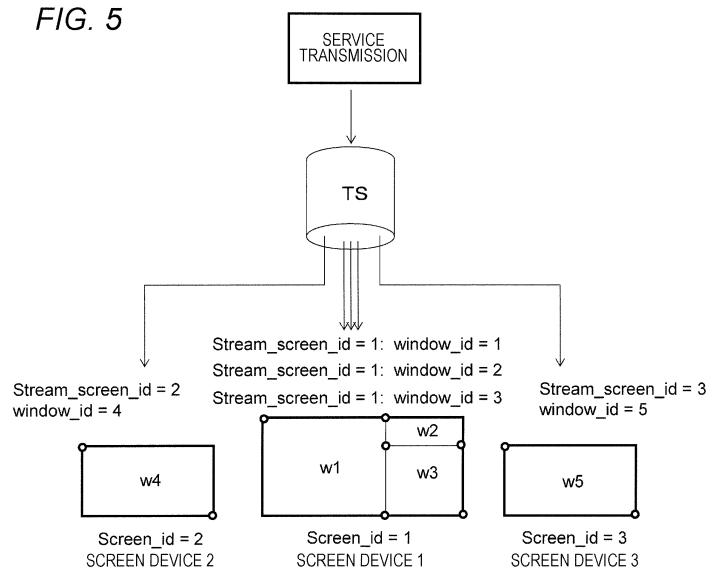 FIG. 5
SERVICE
TRANSMISSION
TS
Stream_screen_id = 1: window_id = 1
Stream_screen_id = 1: window_id = 2
Stream_screen_id = 1: window_id = 3
Stream_screen_id = 2
window_id = 4
Stream_screen_id = 3
window_id = 5
w4
w1
w2
w3
w5
Screen_id = 2
SCREEN DEVICE 2
Screen_id = 1
SCREEN DEVICE 1
Screen_id = 3
SCREEN DEVICE 3